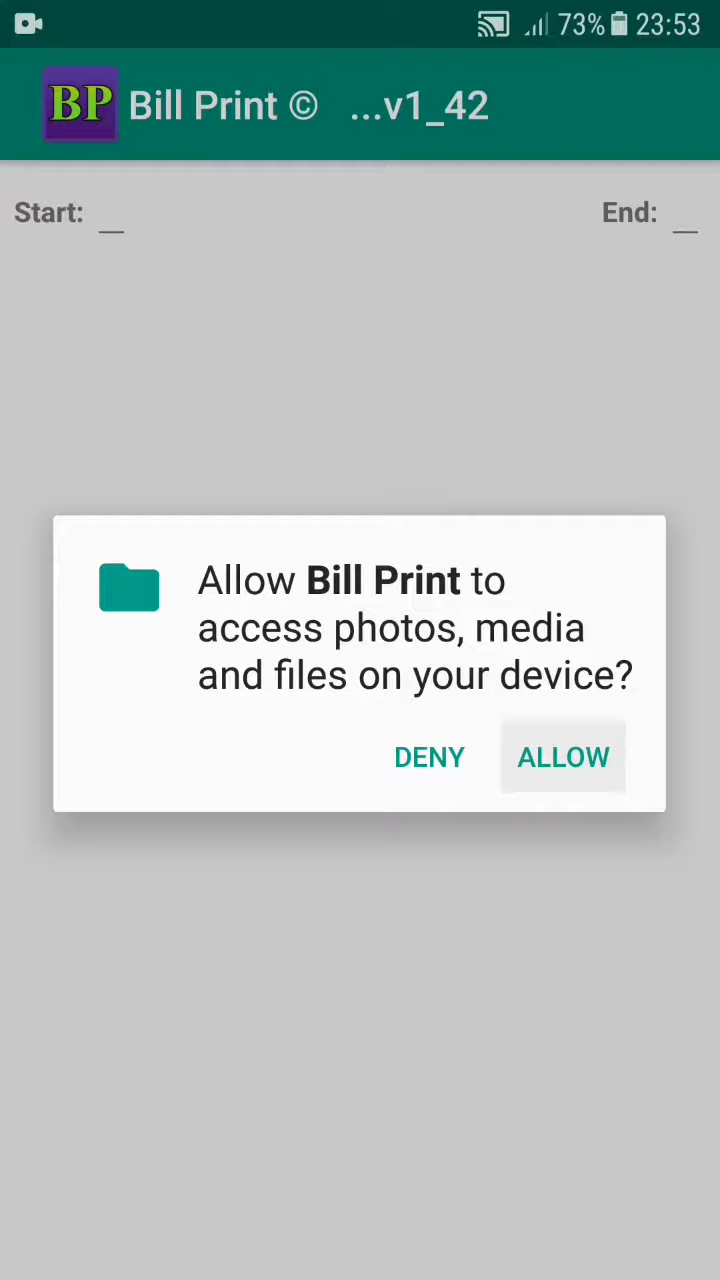 73% 23:53
BP Bill Print © ...v1_42
Start: __ End: __
Allow Bill Print to
access photos, media
and files on your device?
DENY ALLOW